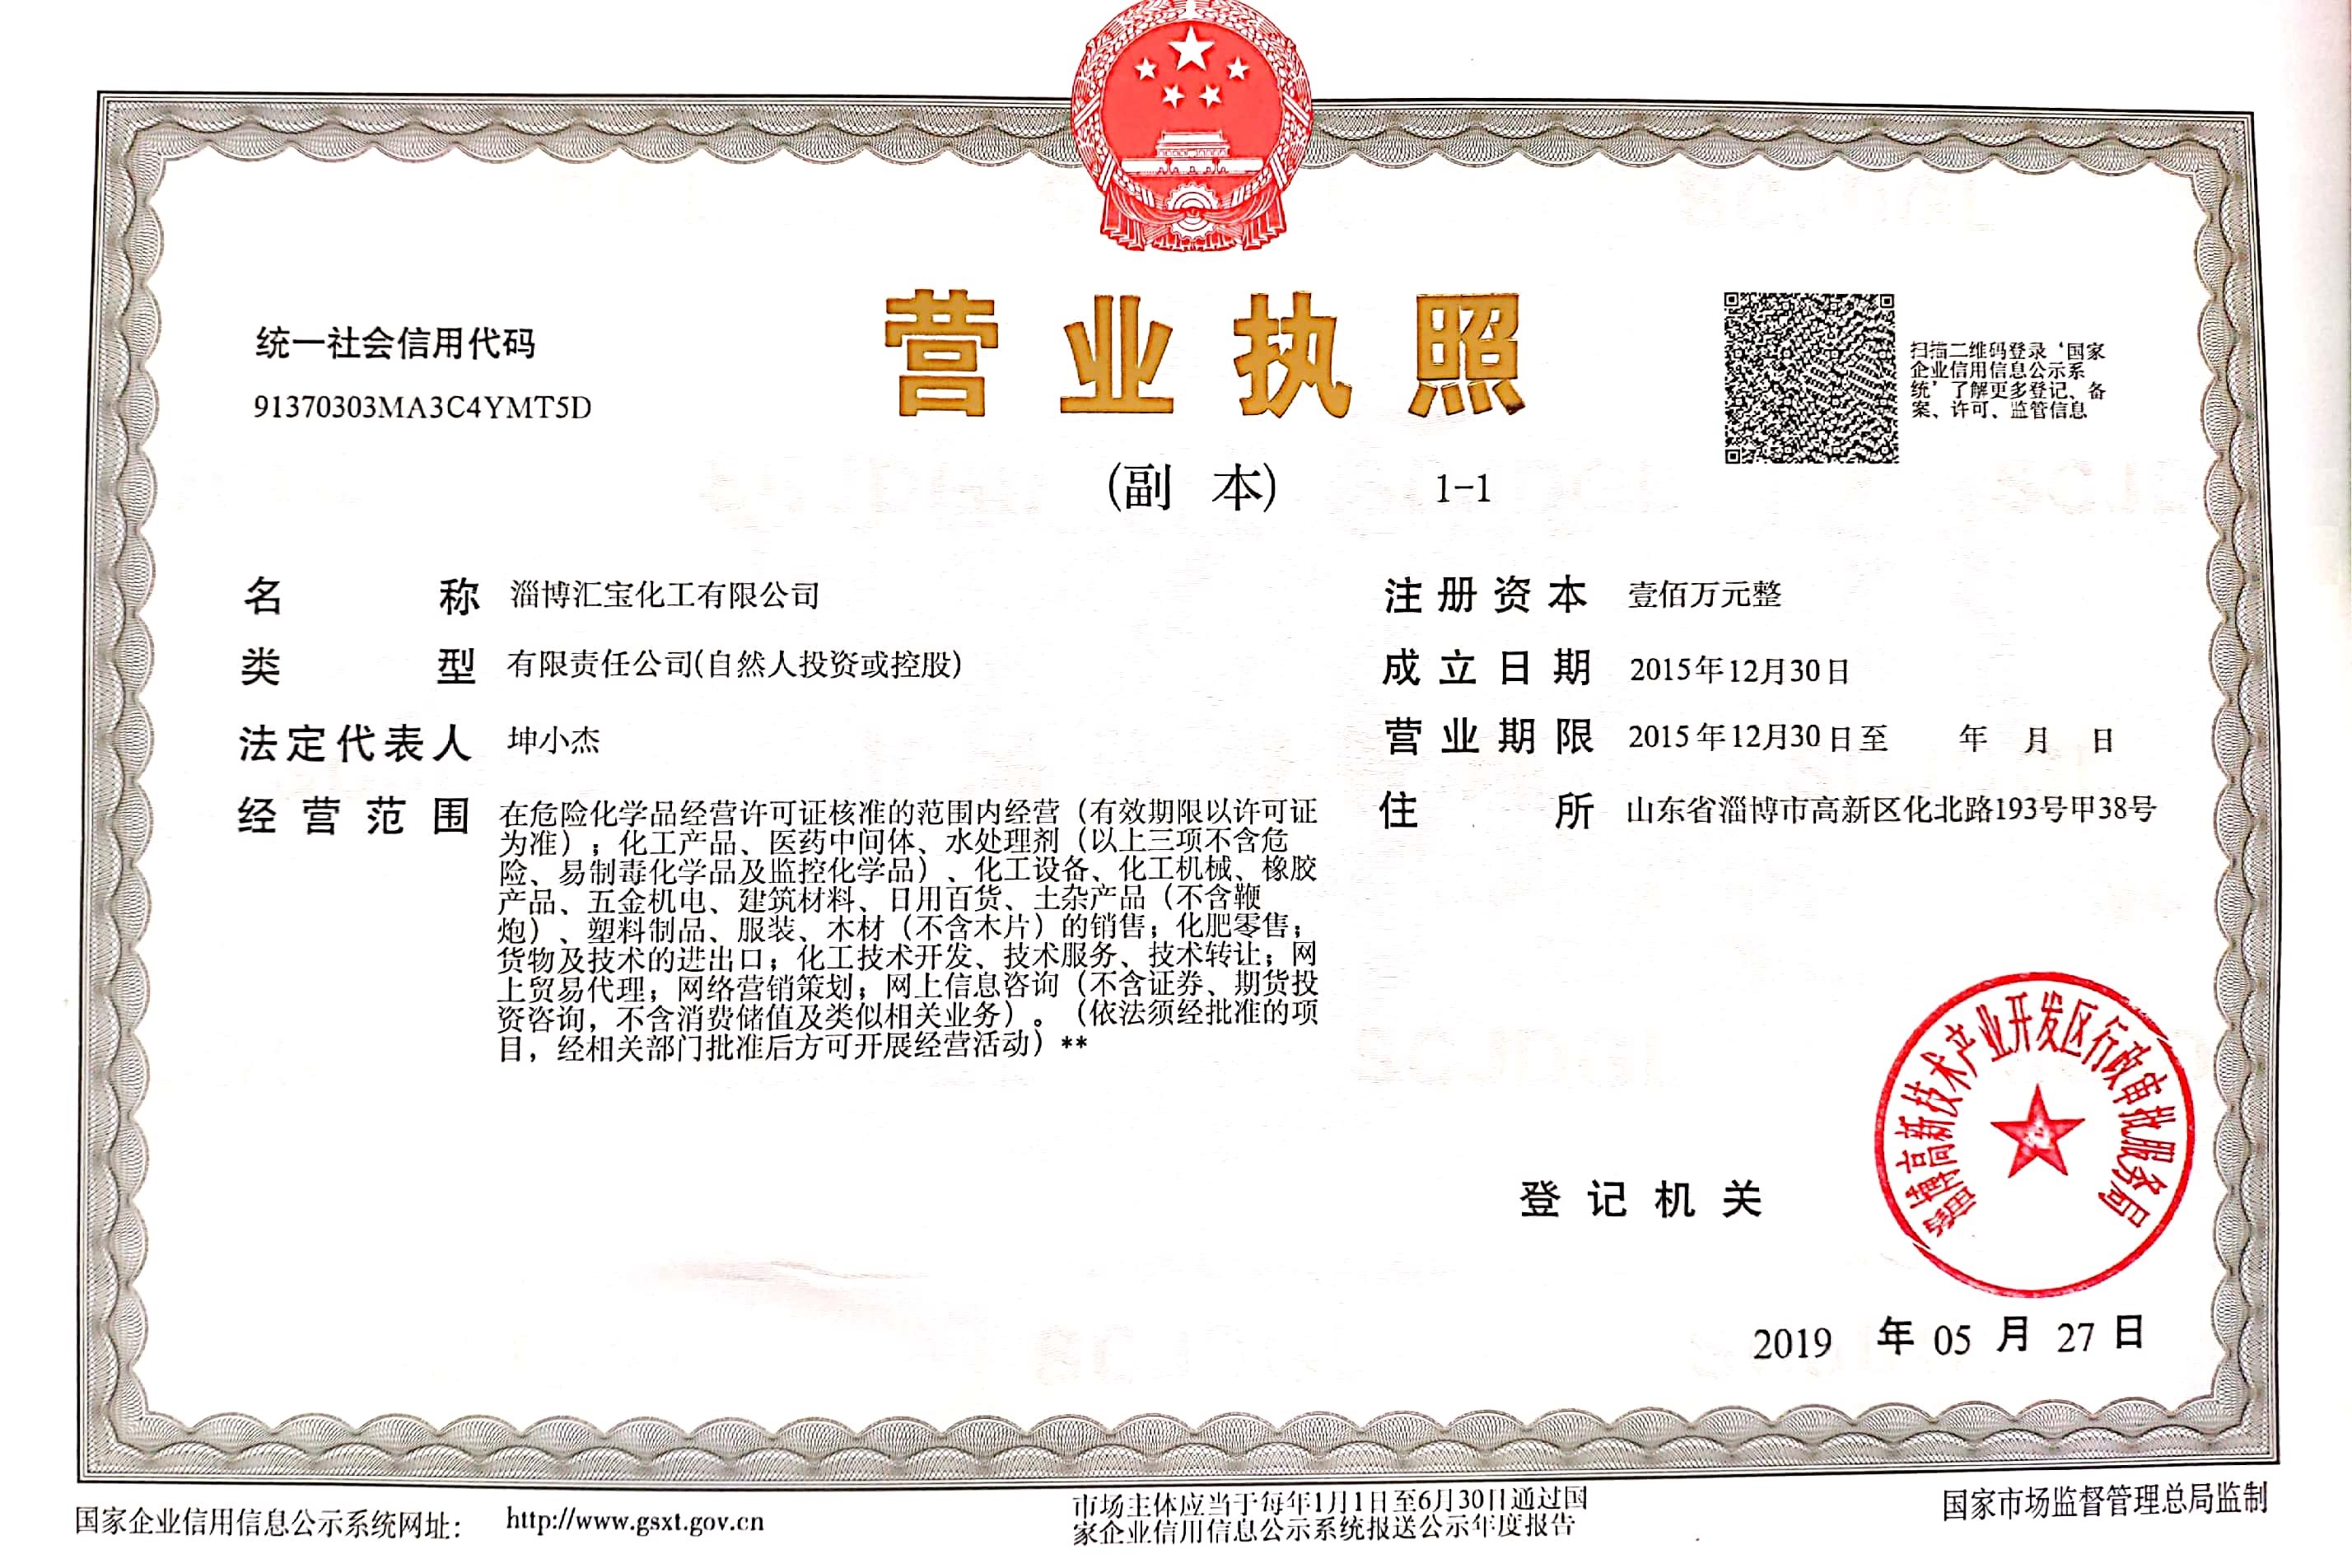 营业执照
(副 本) 1-1
统一社会信用代码
91370303MA3C4YMT5D
扫描二维码登录‘国家
企业信用信息公示系
统’了解更多登记、备
案、许可、监管信息
名 称 淄博汇宝化工有限公司
类 型 有限责任公司(自然人投资或控股)
法定代表人 坤小杰
经营范围 在危险化学品经营许可证核准的范围内经营（有效期限以许可证
为准）；化工产品、医药中间体、水处理剂（以上三项不含危
险、易制毒化学品及监控化学品）、化工设备、化工机械、橡胶
产品、五金机电、建筑材料、日用百货、土杂产品（不含鞭
炮）、塑料制品、服装、木材（不含木片）的销售；化肥零售；
货物及技术的进出口；化工技术开发、技术服务、技术转让；网
上贸易代理；网络营销策划；网上信息咨询（不含证券、期货投
资咨询，不含消费储值及类似相关业务）。（依法须经批准的项
目，经相关部门批准后方可开展经营活动）**
注册资本 壹佰万元整
成立日期 2015年12月30日
营业期限 2015年12月30日至 年 月 日
住 所 山东省淄博市高新区化北路193号甲38号
登记机关
淄博高新技术产业开发区行政审批服务局
2019 年 05 月 27 日
国家企业信用信息公示系统网址： http://www.gsxt.gov.cn
市场主体应当于每年1月1日至6月30日通过国
家企业信用信息公示系统报送公示年度报告
国家市场监督管理总局监制